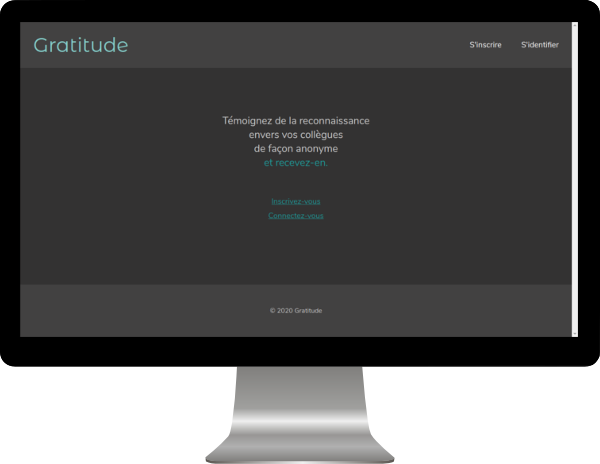 Gratitude
S'inscrire
S'identifier
Témoignez de la reconnaissance
envers vos collègues
de façon anonyme
et recevez-en.
Inscrivez-vous
Connectez-vous
© 2020 Gratitude